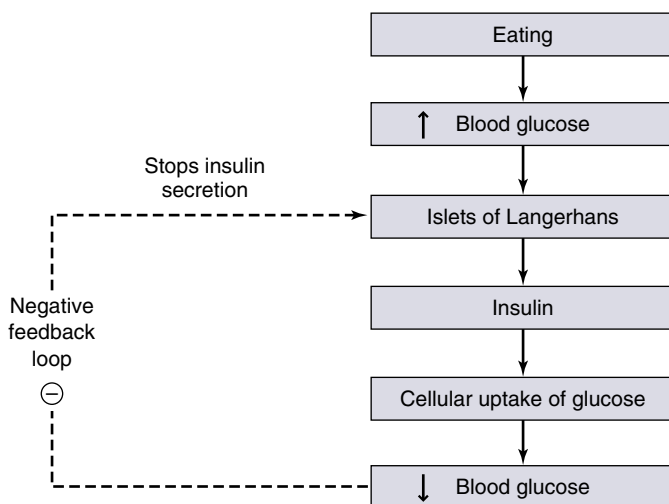 Eating
↑ Blood glucose
Stops insulin
secretion
Islets of Langerhans
Negative
feedback
loop
Insulin
Cellular uptake of glucose
↓ Blood glucose